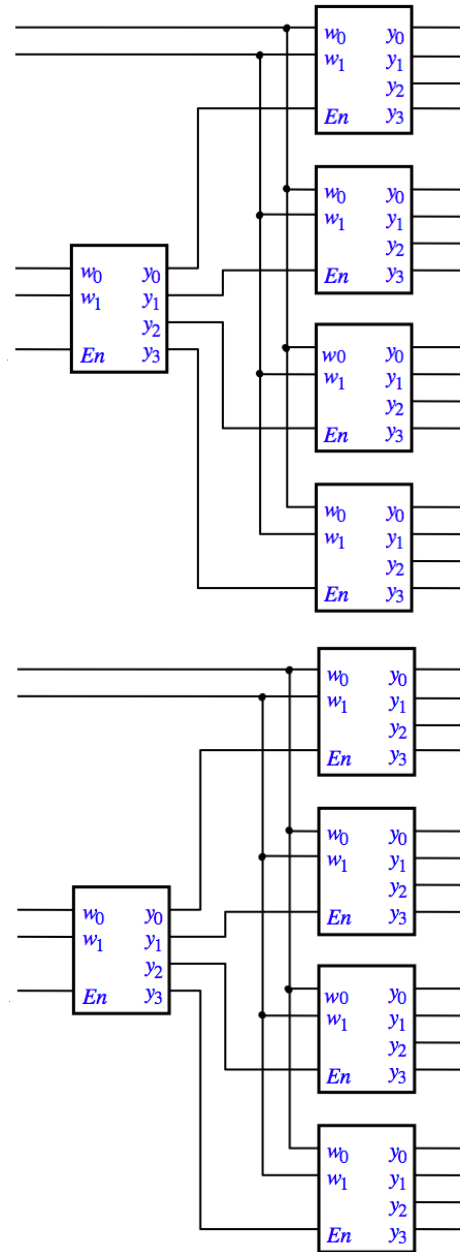 w₀ y₀
w₁ y₁
y₂
En y₃
w₀ y₀
w₁ y₁
y₂
En y₃
w₀ y₀
w₁ y₁
y₂
En y₃
w₀ y₀
w₁ y₁
y₂
En y₃
w₀ y₀
w₁ y₁
y₂
En y₃
w₀ y₀
w₁ y₁
y₂
En y₃
w₀ y₀
w₁ y₁
y₂
En y₃
w₀ y₀
w₁ y₁
y₂
En y₃
w₀ y₀
w₁ y₁
y₂
En y₃
w₀ y₀
w₁ y₁
y₂
En y₃